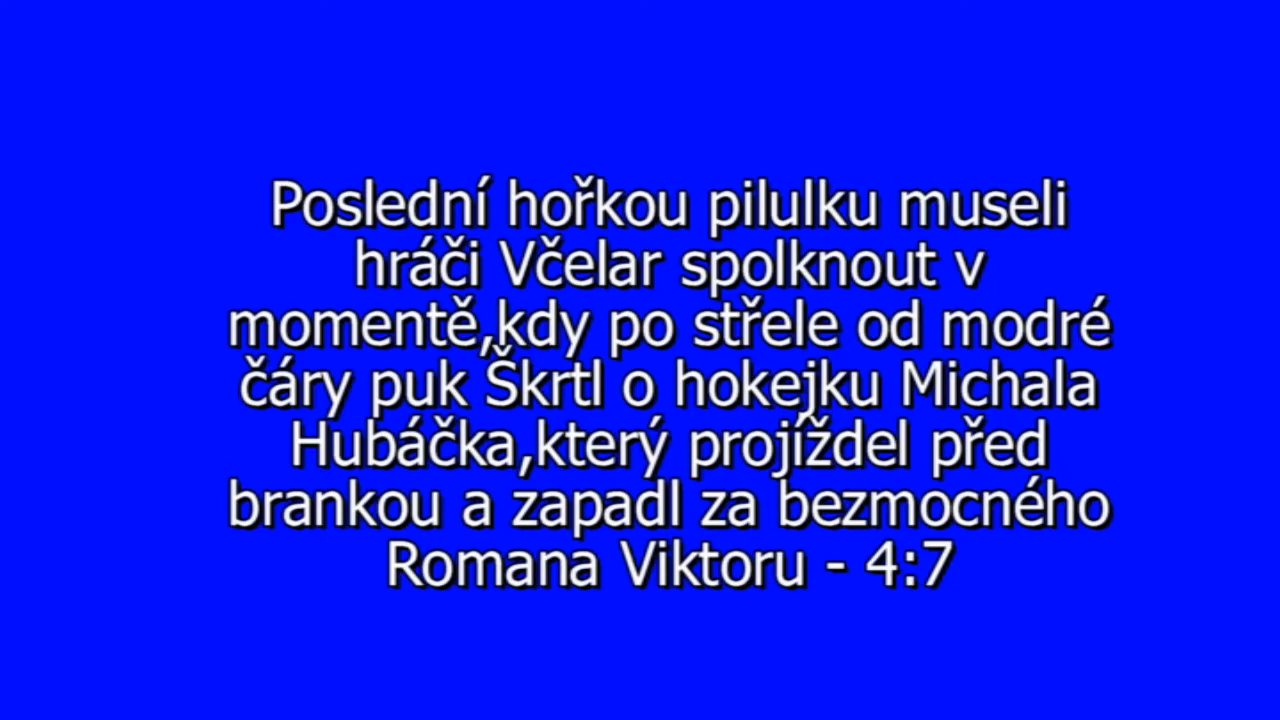 Poslední hořkou pilulku museli
hráči Včelar spolknout v
momentě,kdy po střele od modré
čáry puk Škrtl o hokejku Michala
Hubáčka,který projíždel před
brankou a zapadl za bezmocného
Romana Viktoru - 4:7